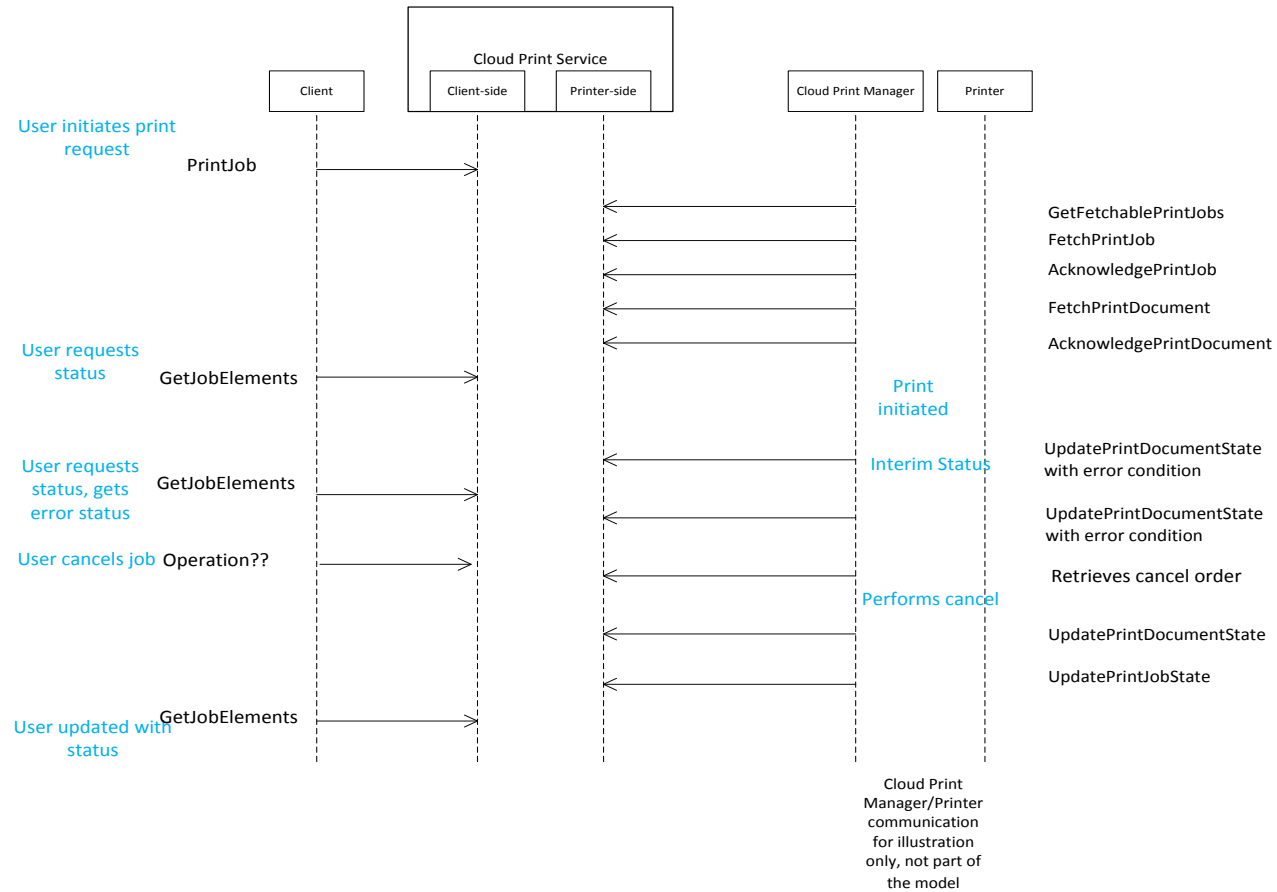 Cloud Print Service
Client
Client-side
Printer-side
Cloud Print Manager
Printer
User initiates print
request
PrintJob
GetFetchablePrintJobs
FetchPrintJob
AcknowledgePrintJob
FetchPrintDocument
AcknowledgePrintDocument
User requests
status
GetJobElements
Print
initiated
UpdatePrintDocumentState
with error condition
Interim Status
User requests
status, gets
error status
GetJobElements
UpdatePrintDocumentState
with error condition
User cancels job
Operation??
Retrieves cancel order
Performs cancel
UpdatePrintDocumentState
UpdatePrintJobState
GetJobElements
User updated with
status
Cloud Print
Manager/Printer
communication
for illustration
only, not part of
the model